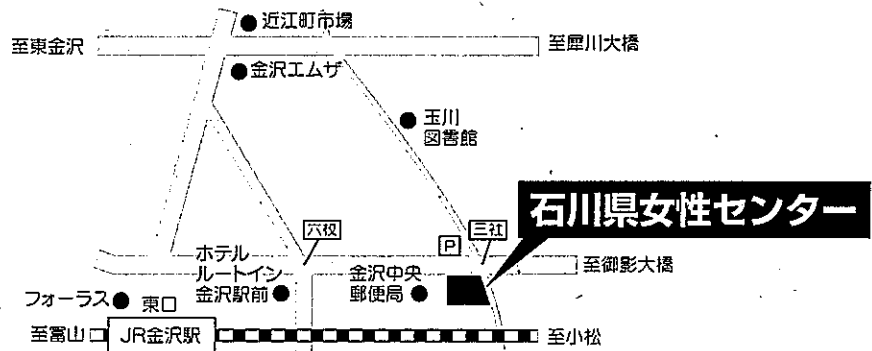 近江町市場
至東金沢
至犀川大橋
金沢エムザ
玉川
図書館
石川県女性センター
六枚
P
三社
ホテル
ルートイン
金沢駅前
金沢中央
郵便局
至御影大橋
フォーラス
東口
至富山
JR金沢駅
至小松